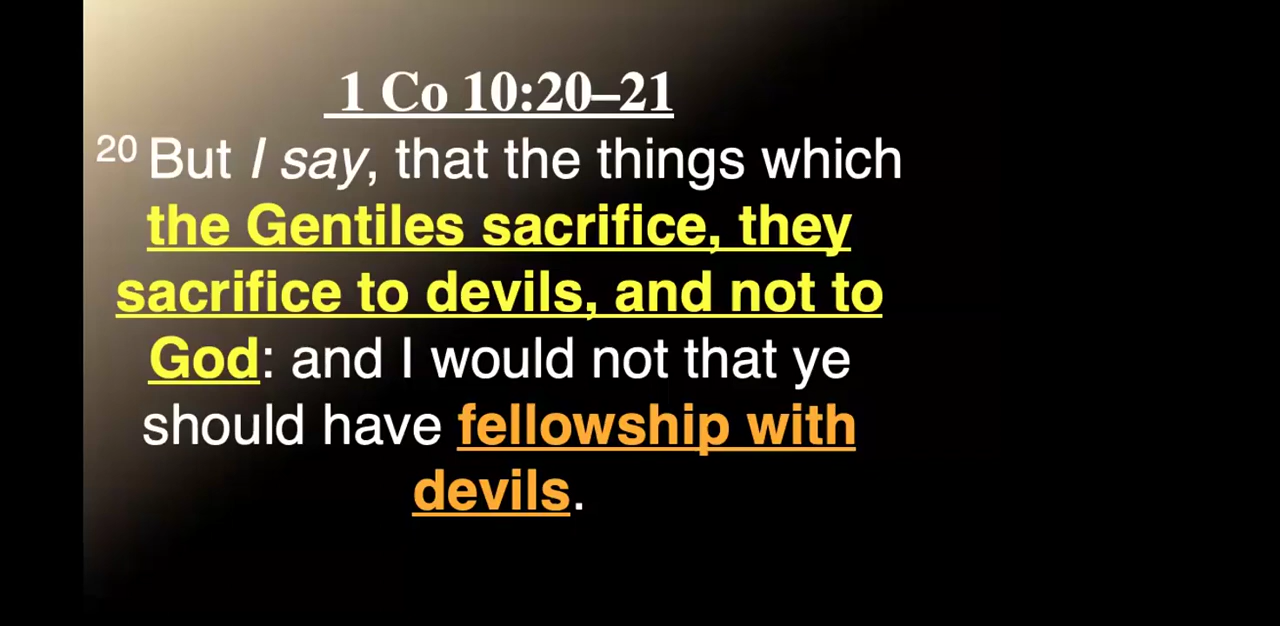 1 Co 10:20–21
20 But I say, that the things which
the Gentiles sacrifice, they
sacrifice to devils, and not to
God: and I would not that ye
should have fellowship with
devils.